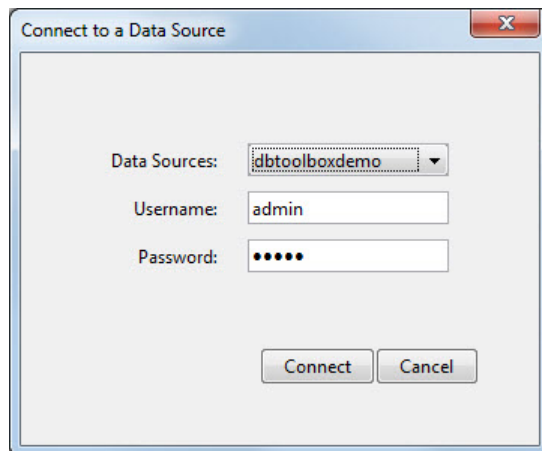 Connect to a Data Source
Data Sources: dbtoolboxdemo
Username: admin
Password: •••••
Connect Cancel